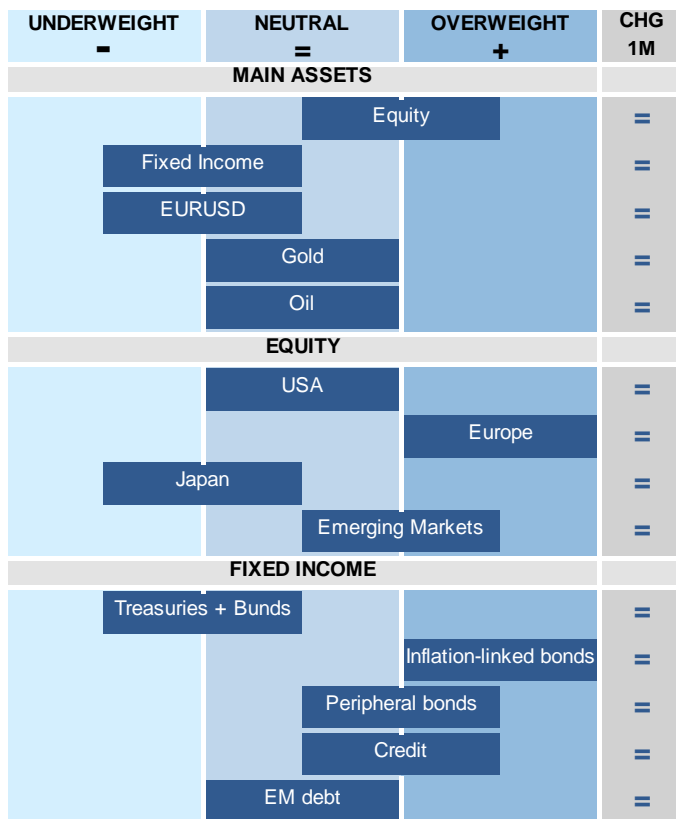 UNDERWEIGHT NEUTRAL OVERWEIGHT CHG
- = + 1M
MAIN ASSETS
Equity =
Fixed Income =
EURUSD =
Gold =
Oil =
EQUITY
USA =
Europe =
Japan =
Emerging Markets =
FIXED INCOME
Treasuries + Bunds =
Inflation-linked bonds =
Peripheral bonds =
Credit =
EM debt =